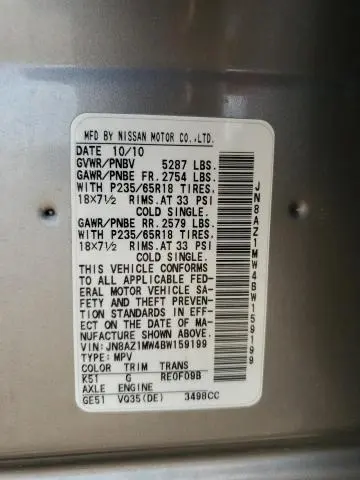 MFD BY NISSAN MOTOR CO.,LTD.
DATE 10/10
GVWR/PNBV 5287 LBS.
GAWR/PNBE FR. 2754 LBS.
WITH P235/65R18 TIRES.
18×7½ RIMS. AT 33 PSI
COLD SINGLE.
GAWR/PNBE RR. 2579 LBS.
WITH P235/65R18 TIRES.
18×7½ RIMS. AT 33 PSI
COLD SINGLE.
THIS VEHICLE CONFORMS
TO ALL APPLICABLE FED-
ERAL MOTOR VEHICLE SA-
FETY AND THEFT PREVEN-
TION STANDARDS IN EFF-
ECT ON THE DATE OF MA-
NUFACTURE SHOWN ABOVE.
VIN: JN8AZ1MW4BW159199
TYPE: MPV
COLOR TRIM TRANS
K51 G RE0F09B
AXLE ENGINE
GE51 VQ35(DE) 3498CC
JN8AZ1MW4BW159199